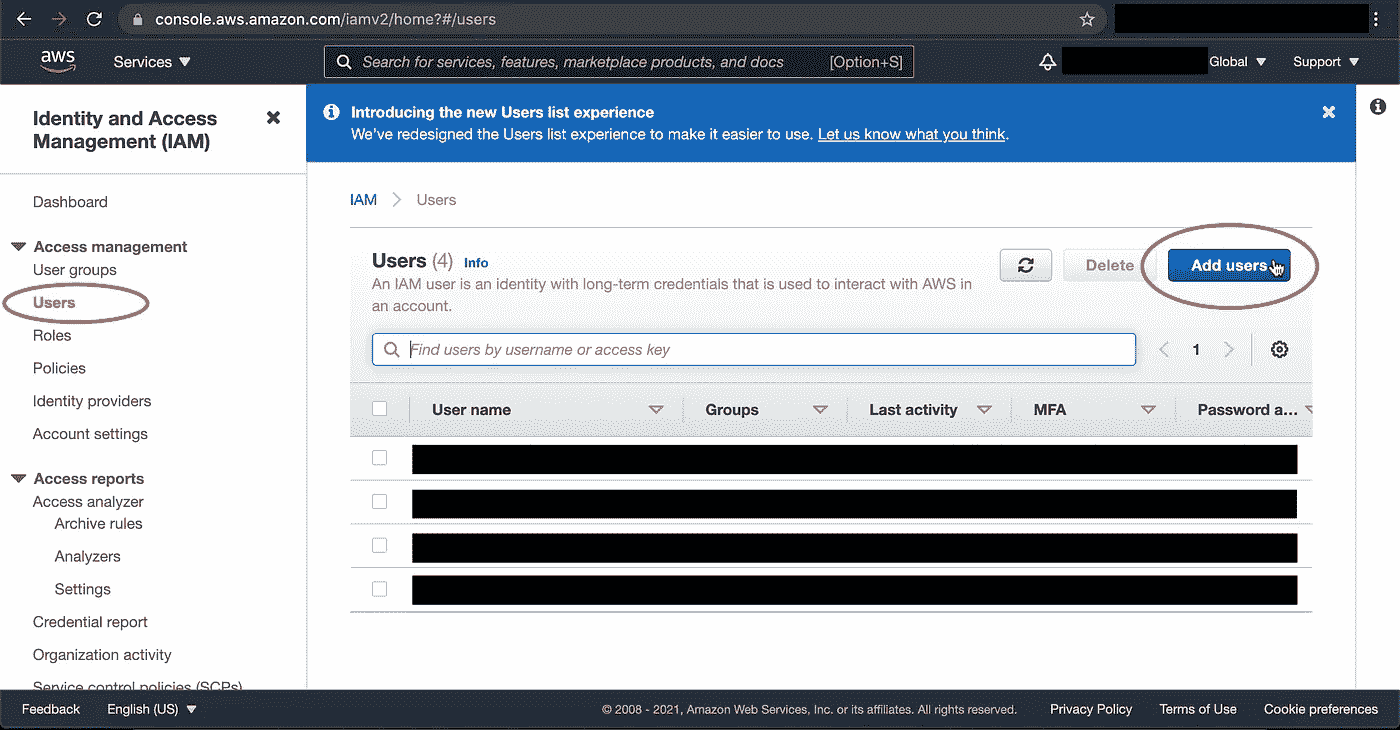 console.aws.amazon.com/iamv2/home?#/users
aws
Services
Search for services, features, marketplace products, and docs [Option+S]
Global
Support
Identity and Access
Management (IAM)
Dashboard
Access management
User groups
Users
Roles
Policies
Identity providers
Account settings
Access reports
Access analyzer
Archive rules
Analyzers
Settings
Credential report
Organization activity
Service control policies (SCPs)
Introducing the new Users list experience
We've redesigned the Users list experience to make it easier to use. Let us know what you think.
IAM > Users
Users (4) Info
An IAM user is an identity with long-term credentials that is used to interact with AWS in
an account.
Delete
Add users
Find users by username or access key
1
User name Groups Last activity MFA Password a...
Feedback
English (US)
© 2008 - 2021, Amazon Web Services, Inc. or its affiliates. All rights reserved.
Privacy Policy
Terms of Use
Cookie preferences